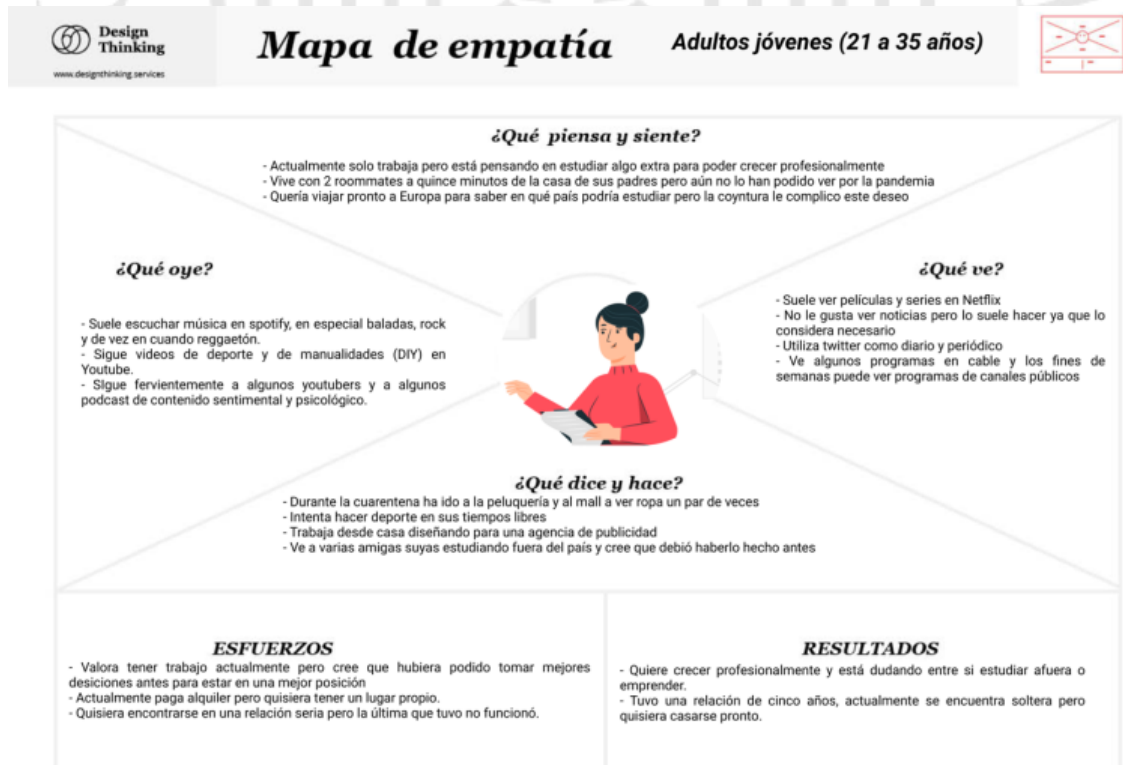 Design
Thinking
www.designthinking.services
Mapa de empatía
Adultos jóvenes (21 a 35 años)
¿Qué piensa y siente?
- Actualmente solo trabaja pero está pensando en estudiar algo extra para poder crecer profesionalmente
- Vive con 2 roommates a quince minutos de la casa de sus padres pero aún no lo han podido ver por la pandemia
- Quería viajar pronto a Europa para saber en qué país podría estudiar pero la coyntura le complico este deseo
¿Qué oye?
- Suele escuchar música en spotify, en especial baladas, rock
y de vez en cuando reggaetón.
- Sigue videos de deporte y de manualidades (DIY) en
Youtube.
- SIgue fervientemente a algunos youtubers y a algunos
podcast de contenido sentimental y psicológico.
¿Qué ve?
- Suele ver películas y series en Netflix
- No le gusta ver noticias pero lo suele hacer ya que lo
considera necesario
- Utiliza twitter como diario y periódico
- Ve algunos programas en cable y los fines de
semanas puede ver programas de canales públicos
¿Qué dice y hace?
- Durante la cuarentena ha ido a la peluquería y al mall a ver ropa un par de veces
- Intenta hacer deporte en sus tiempos libres
- Trabaja desde casa diseñando para una agencia de publicidad
- Ve a varias amigas suyas estudiando fuera del país y cree que debió haberlo hecho antes
ESFUERZOS
- Valora tener trabajo actualmente pero cree que hubiera podido tomar mejores
desiciones antes para estar en una mejor posición
- Actualmente paga alquiler pero quisiera tener un lugar propio.
- Quisiera encontrarse en una relación seria pero la última que tuvo no funcionó.
RESULTADOS
- Quiere crecer profesionalmente y está dudando entre si estudiar afuera o
emprender.
- Tuvo una relación de cinco años, actualmente se encuentra soltera pero
quisiera casarse pronto.